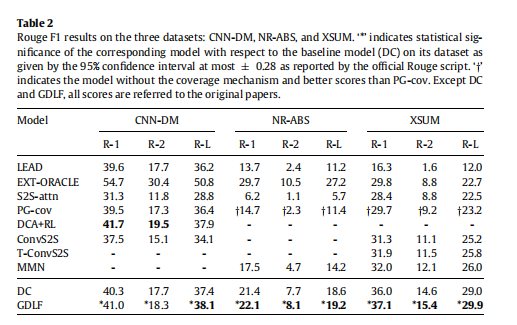 Table 2
Rouge F1 results on the three datasets: CNN-DM, NR-ABS, and XSUM. '*' indicates statistical sig-
nificance of the corresponding model with respect to the baseline model (DC) on its dataset as
given by the 95% confidence interval at most ± 0.28 as reported by the official Rouge script. '†'
indicates the model without the coverage mechanism and better scores than PG-cov. Except DC
and GDLF, all scores are referred to the original papers.
Model CNN-DM NR-ABS XSUM
R-1 R-2 R-L R-1 R-2 R-L R-1 R-2 R-L
LEAD 39.6 17.7 36.2 13.7 2.4 11.2 16.3 1.6 12.0
EXT-ORACLE 54.7 30.4 50.8 29.7 10.5 27.2 29.8 8.8 22.7
S2S-attn 31.3 11.8 28.8 6.2 1.1 5.7 28.4 8.8 22.5
PG-cov 39.5 17.3 36.4 †14.7 †2.3 †11.4 †29.7 †9.2 †23.2
DCA+RL 41.7 19.5 37.9 - - - - - -
ConvS2S 37.5 15.1 34.1 31.3 11.1 25.2
T-ConvS2S - - - - - - 31.9 11.5 25.8
MMN - - - 17.5 4.7 14.2 32.0 12.1 26.0
DC 40.3 17.7 37.4 21.4 7.7 18.6 36.0 14.6 29.0
GDLF *41.0 *18.3 *38.1 *22.1 *8.1 *19.2 *37.1 *15.4 *29.9